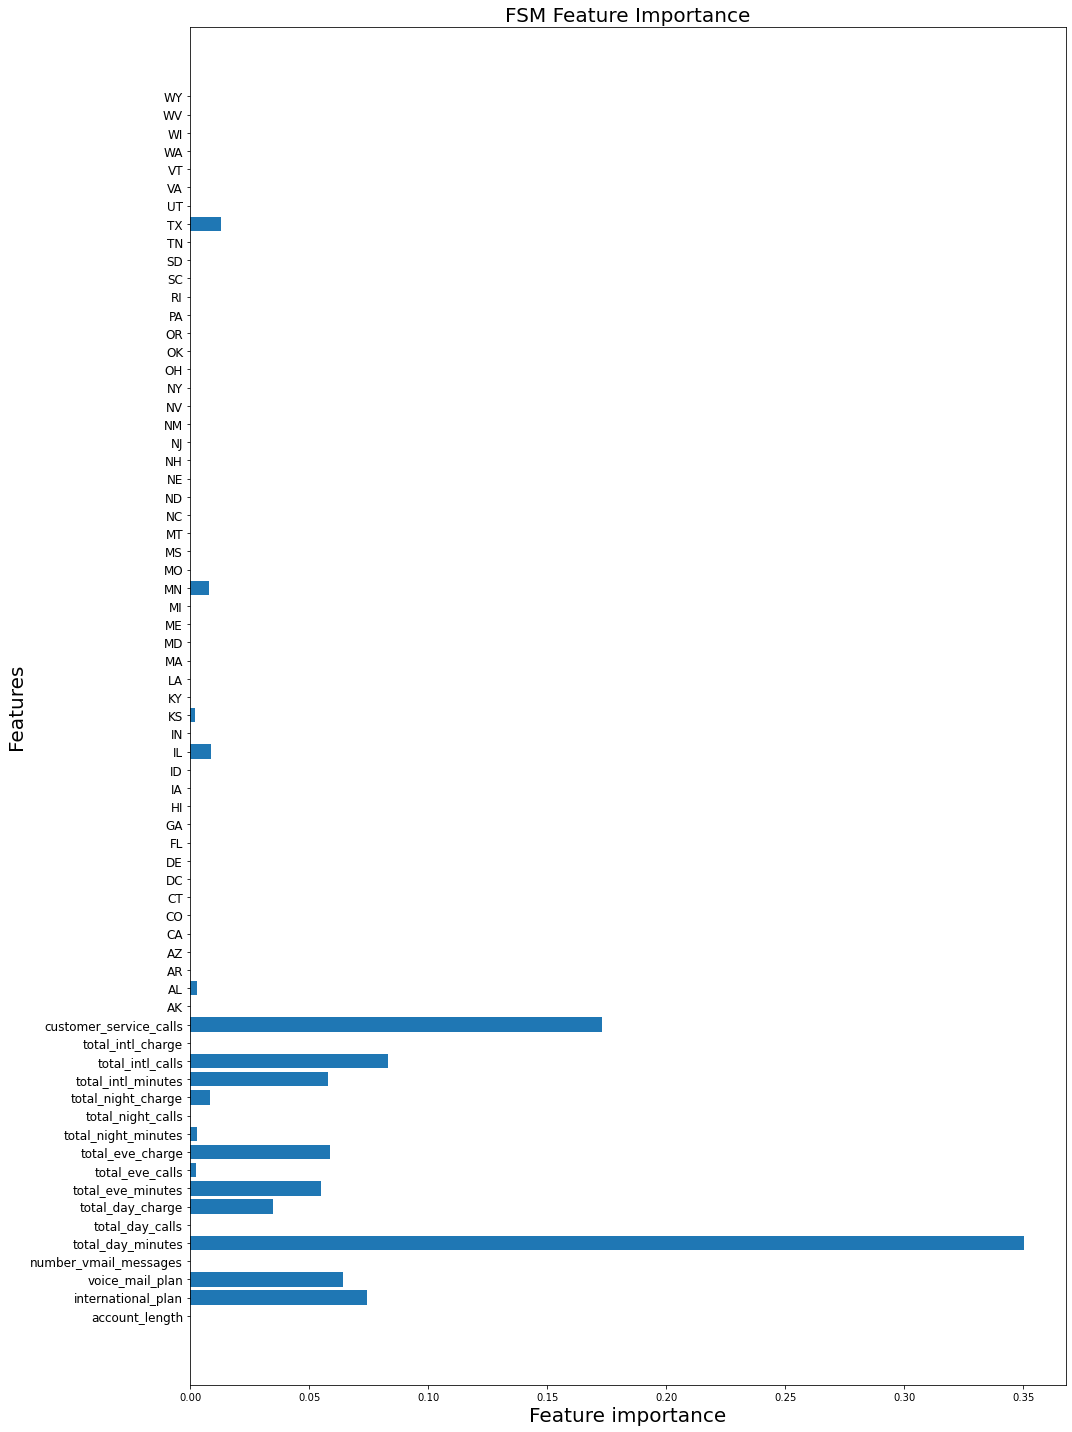 FSM Feature Importance
WY
WV
WI
WA
VT
VA
UT
TX
TN
SD
SC
RI
PA
OR
OK
OH
NY
NV
NM
NJ
NH
NE
ND
NC
MT
MS
MO
MN
MI
ME
MD
MA
LA
KY
KS
IN
IL
ID
IA
HI
GA
FL
DE
DC
CT
CO
CA
AZ
AR
AL
AK
customer_service_calls
total_intl_charge
total_intl_calls
total_intl_minutes
total_night_charge
total_night_calls
total_night_minutes
total_eve_charge
total_eve_calls
total_eve_minutes
total_day_charge
total_day_calls
total_day_minutes
number_vmail_messages
voice_mail_plan
international_plan
account_length
Features
0.00 0.05 0.10 0.15 0.20 0.25 0.30 0.35
Feature importance